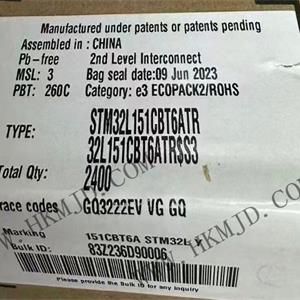 Manufactured under patents or patents pending
Assembled in : CHINA
Pb-free 2nd Level Interconnect
MSL: 3 Bag seal date:09 Jun 2023
PBT: 260C Category: e3 ECOPACK2/ROHS
TYPE: STM32L151CBT6ATR
32L151CBT6ATR$S3
Total Qty: 2400
race codes GQ3222EV VG GQ
Marking 151CBT6A STM32L
Bulk ID: 83Z236D90006
Please provide the Bulk ID for any inquiry
WWW.HKMJD.COM